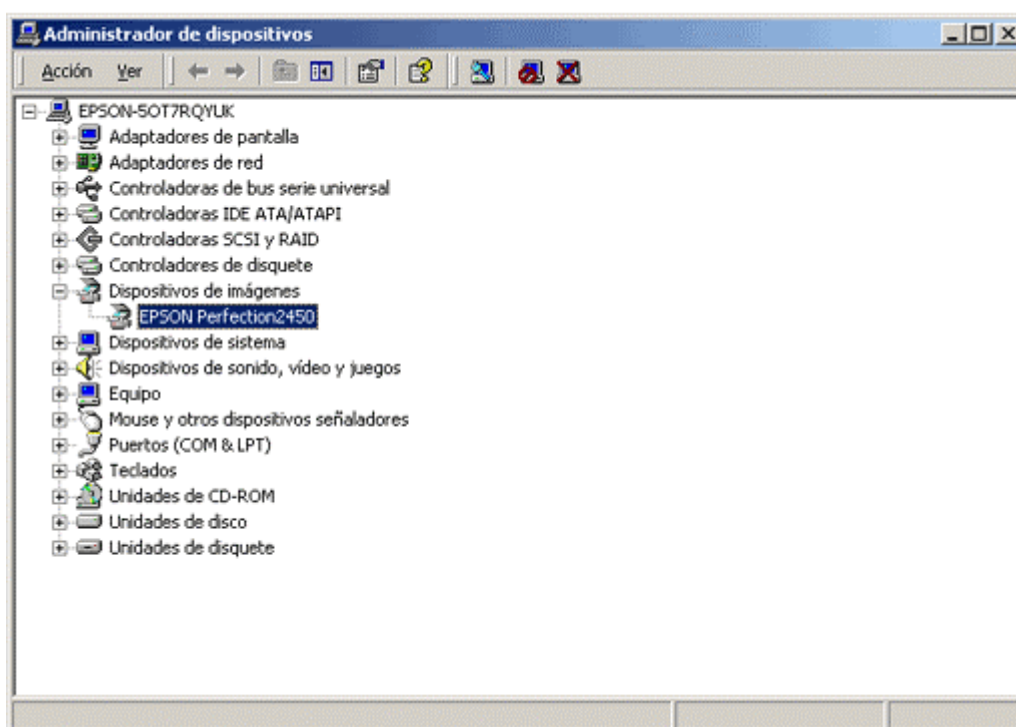 Administrador de dispositivos
Acción Ver
EPSON-5OT7RQYUK
Adaptadores de pantalla
Adaptadores de red
Controladoras de bus serie universal
Controladoras IDE ATA/ATAPI
Controladoras SCSI y RAID
Controladores de disquete
Dispositivos de imágenes
EPSON Perfection2450
Dispositivos de sistema
Dispositivos de sonido, vídeo y juegos
Equipo
Mouse y otros dispositivos señaladores
Puertos (COM & LPT)
Teclados
Unidades de CD-ROM
Unidades de disco
Unidades de disquete